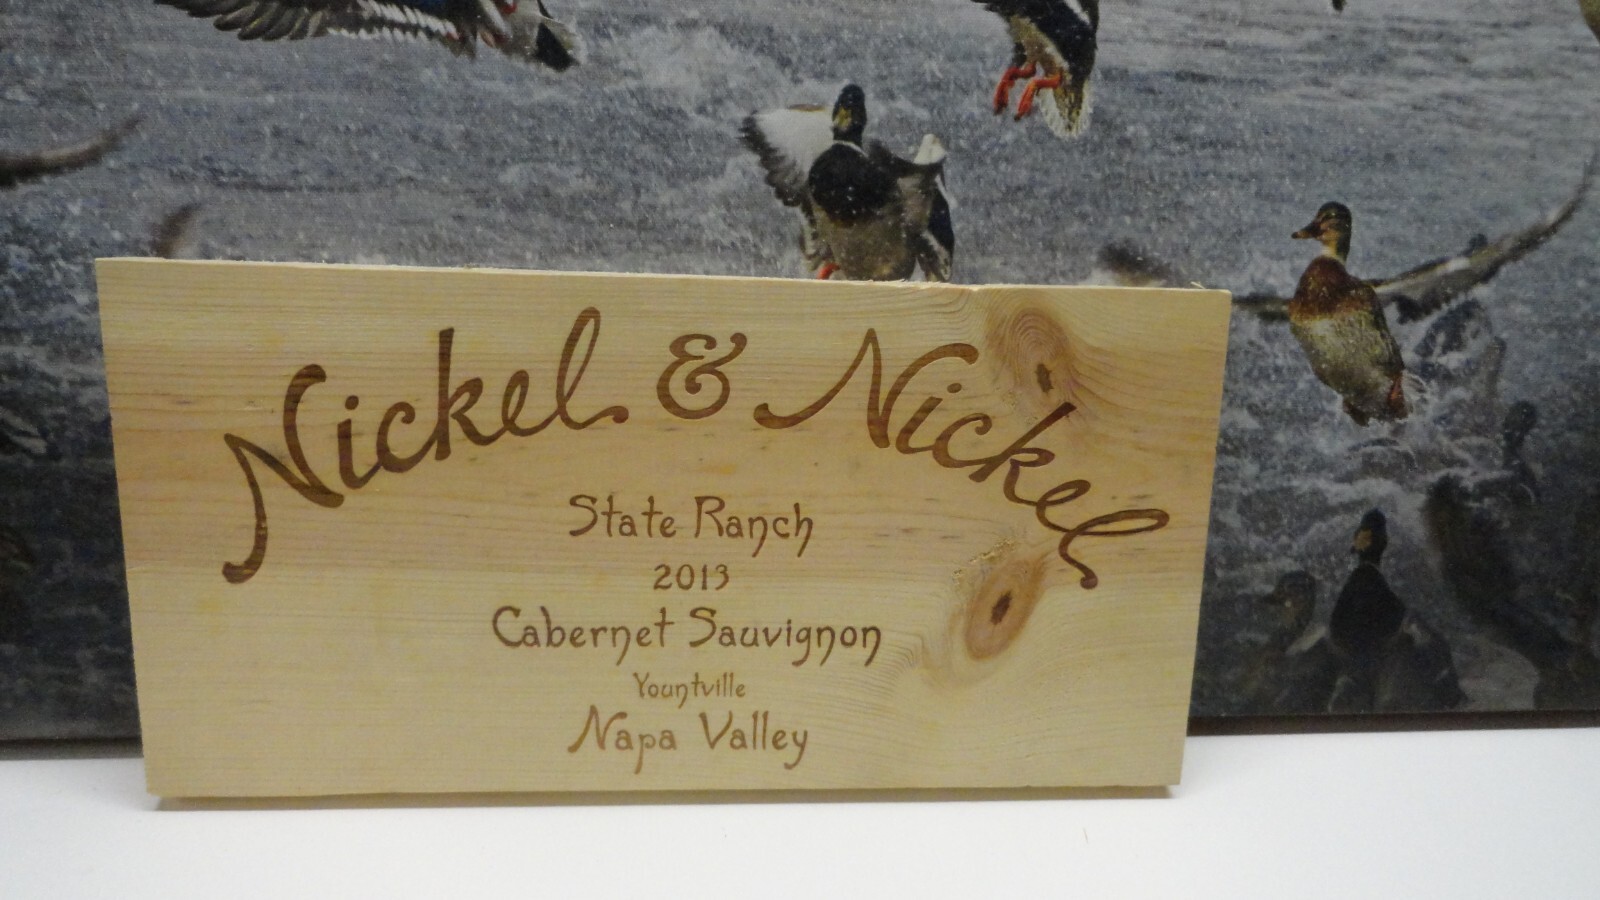 Nickel & Nickel
State Ranch
2013
Cabernet Sauvignon
Yountville
Napa Valley